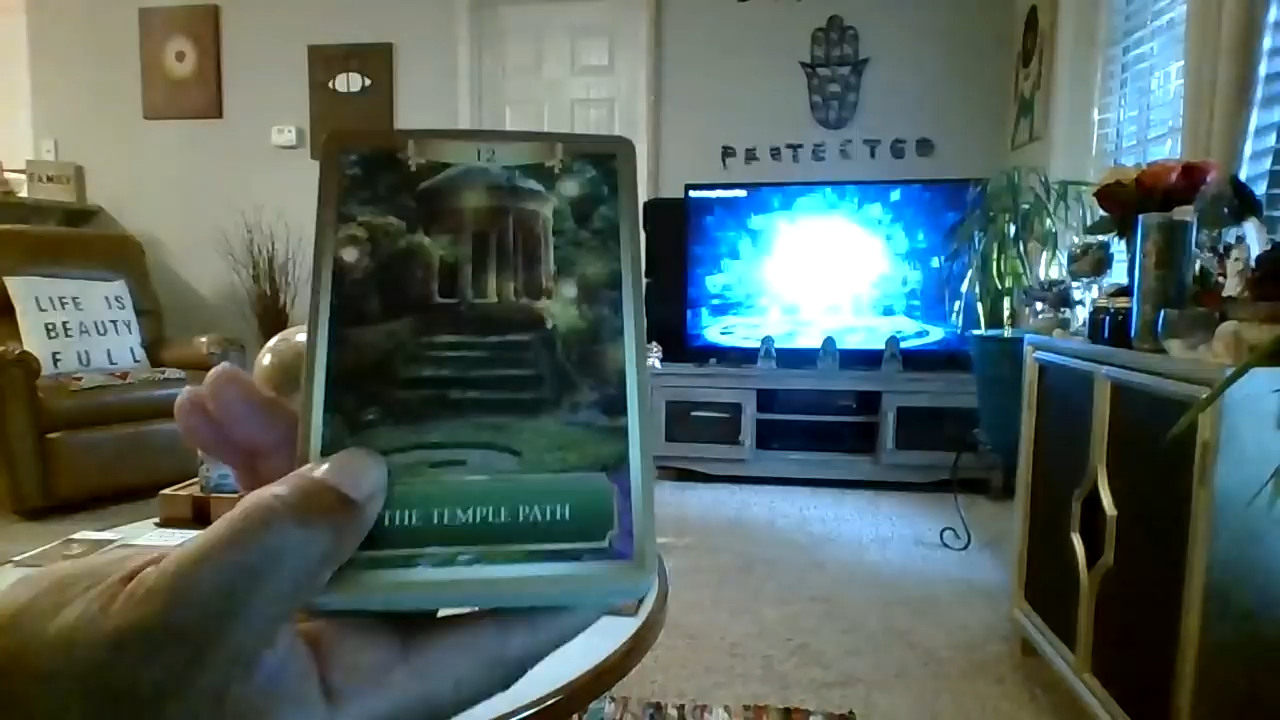 12
THE TEMPLE PATH
PROTECTED
FAMILY
LIFE IS
BEAUTY
FULL